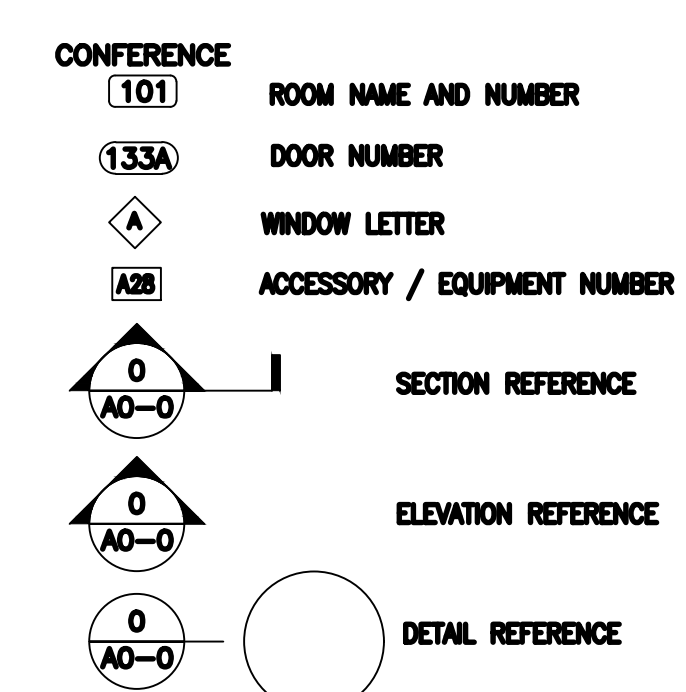 CONFERENCE
101 ROOM NAME AND NUMBER
133A DOOR NUMBER
A WINDOW LETTER
A28 ACCESSORY / EQUIPMENT NUMBER
0
A0-0
SECTION REFERENCE
0
A0-0
ELEVATION REFERENCE
0
A0-0
DETAIL REFERENCE